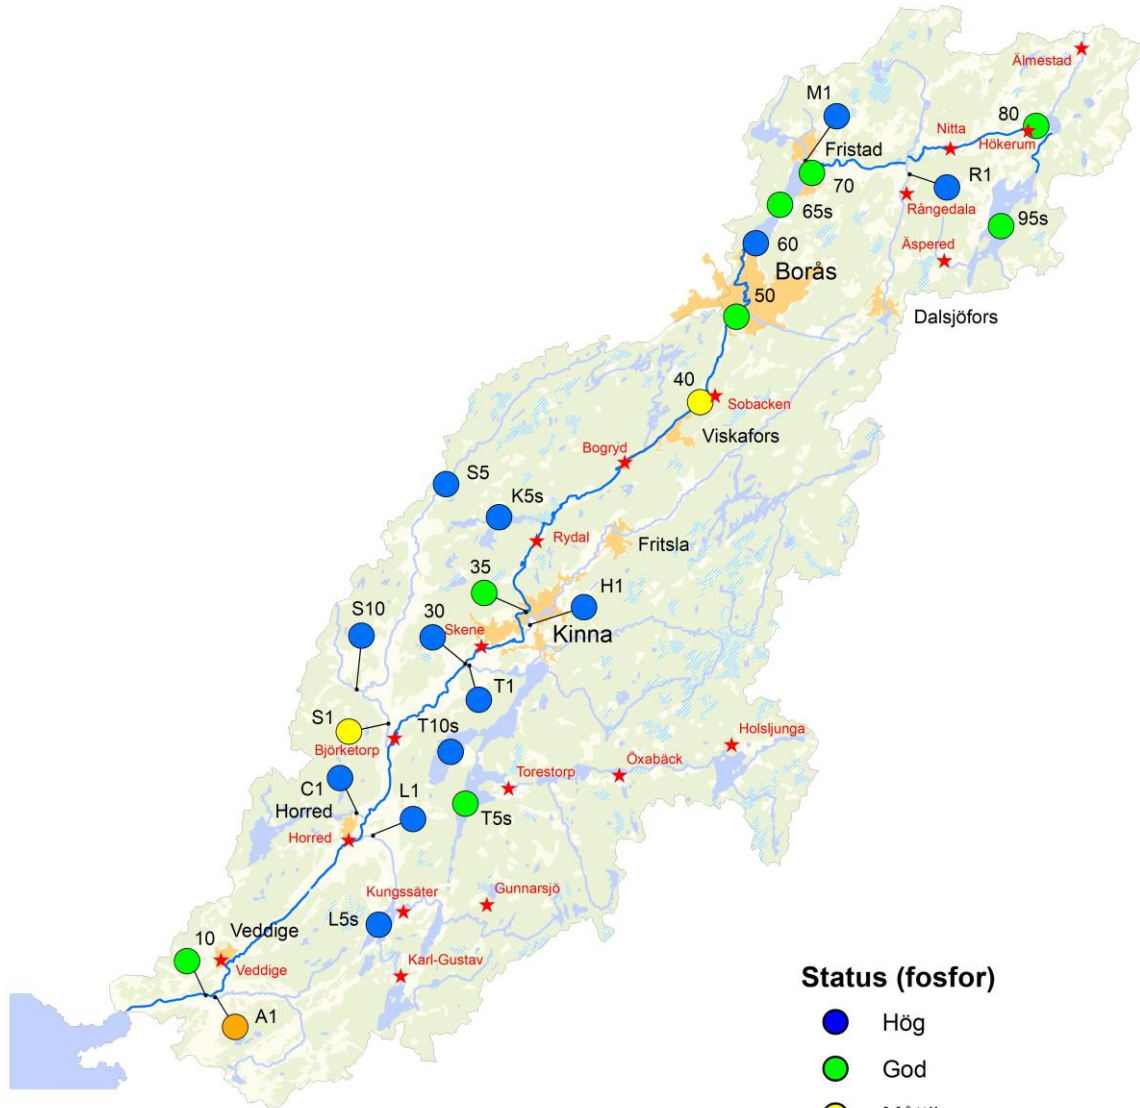 Älmestad
M1
80
Nitta
Hökerum
Fristad
R1
70
Rångedala
65s
95s
60
Äspered
Borås
50
Dalsjöfors
40
Sobacken
Viskafors
Bogryd
S5
K5s
Rydal
Fritsla
35
H1
S10
30
Skene
Kinna
T1
S1
T10s
Holsljunga
Björketorp
Öxabäck
Torestorp
C1
L1
Horred
T5s
Horred
Gunnarsjö
Kungssäter
L5s
10
Veddige
Veddige
Karl-Gustav
A1
Status (fosfor)
Hög
God